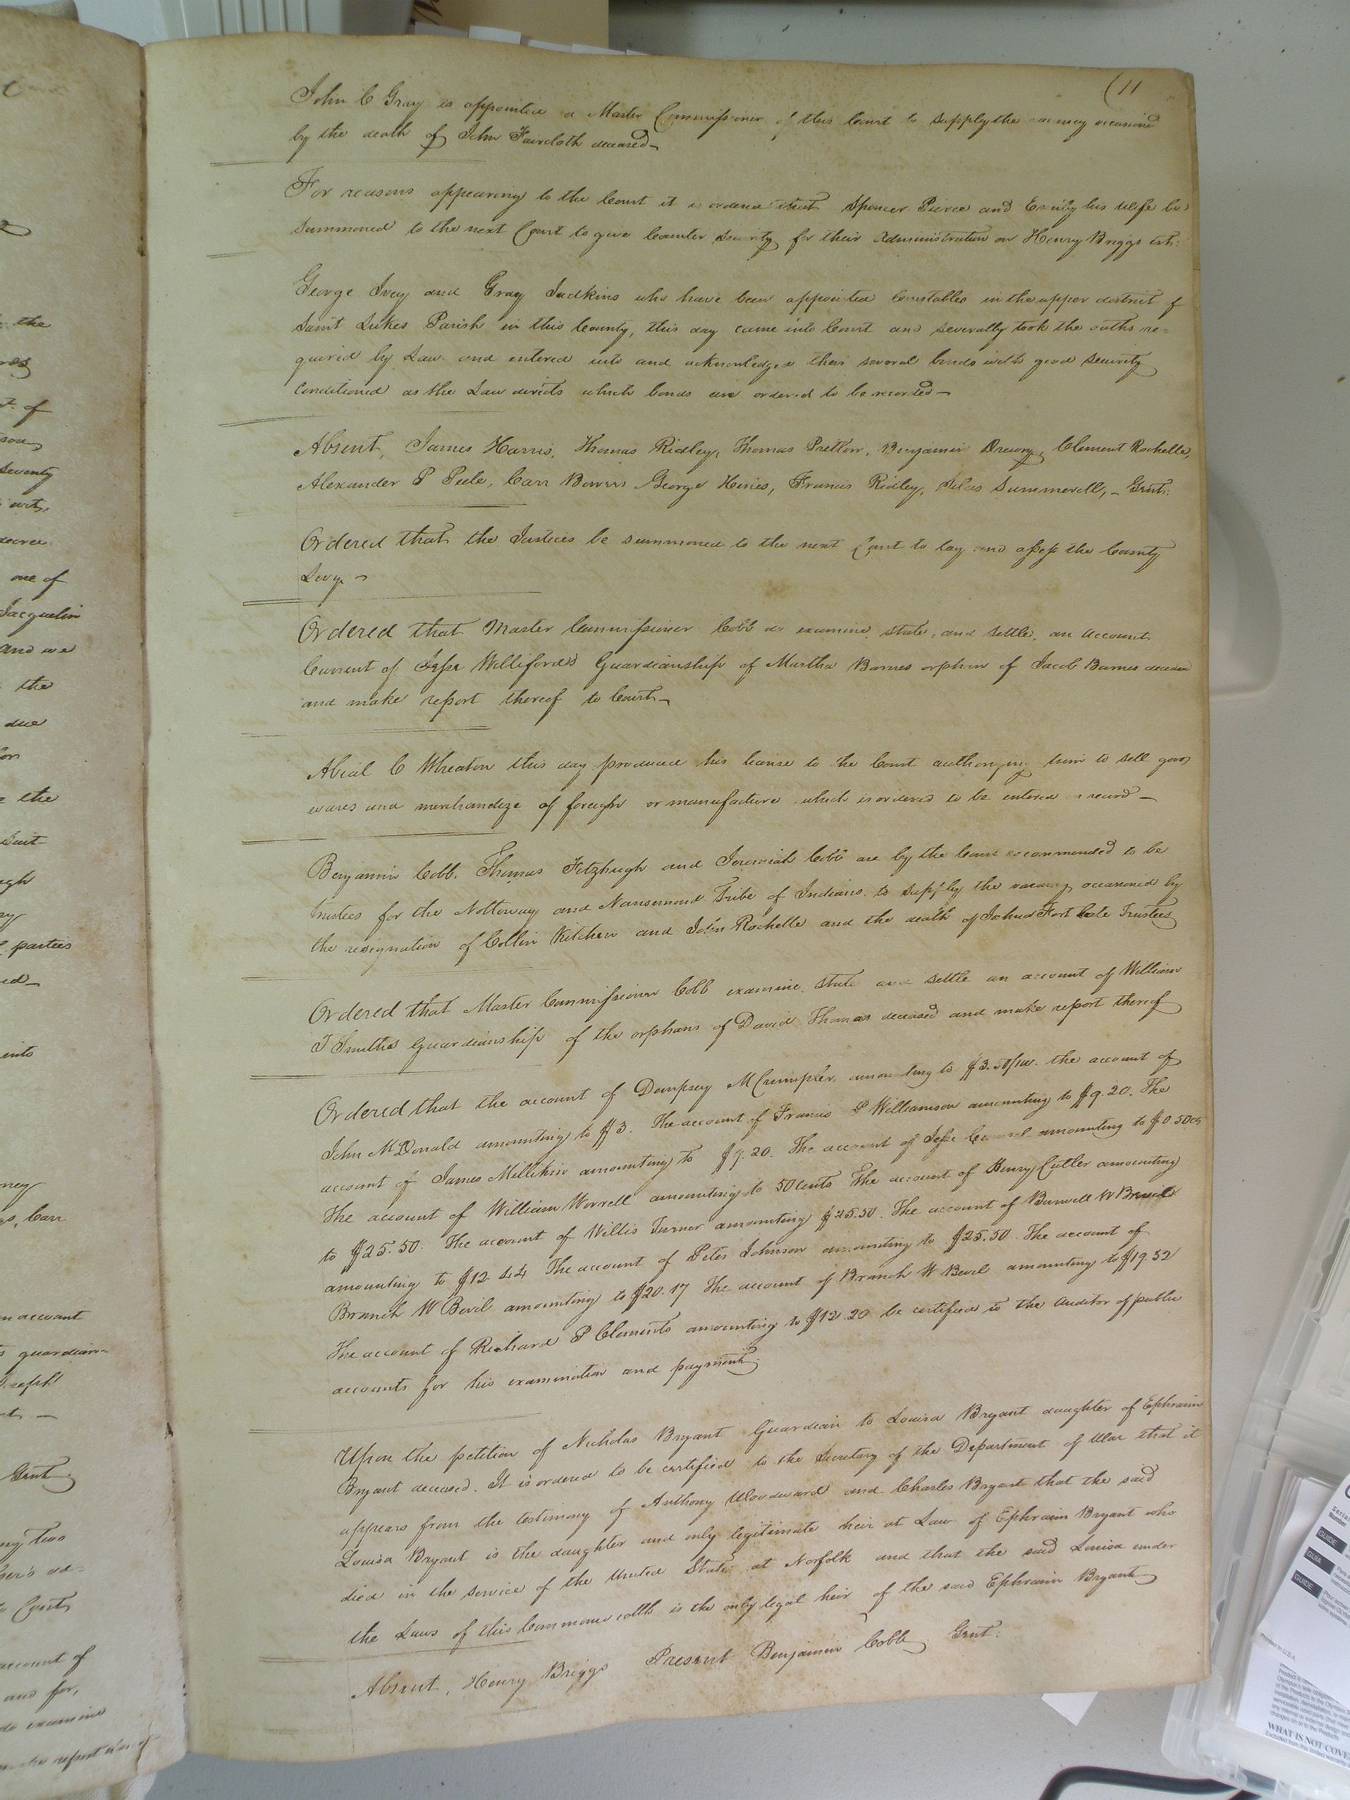 (11
John C Gray is appointed a Master Commissioner of this Court to supply the vacancy occasioned
by the death of John Faircloth deceased
For reasons appearing to the Court it is ordered that Spencer Pierce and Emily his wife be
summoned to the next Court to give Counter security for their administration on Henry Briggs est:
George Ivey and Gray Judkins who have been appointed Constables in the upper district of
Saint Lukes Parish in this County, this day came into Court and severally took the oaths re=
quired by Law and entered into and acknowledged their several bonds with good security
conditioned as the Law directs which bonds are ordered to be recorded
Absent, James Harris, Thomas Ridley, Thomas Pretlow, Benjamin Drewry, Clement Rochelle,
Alexander P Peele, Carr Bowers George Hines, Francis Ridley, Silas Summerell, - Gent:
Ordered that the Justices be summoned to the next Court to lay and assess the County
Levy
Ordered that Master Commissioner Cobb do examine state, and settle, an account
Current of Jesse Williford's Guardianship of Martha Barnes orphan of Jacob Barnes
and make report thereof to Court
Abial C Wheaton this day produced his license to the Court authorizing him to sell goods
wares and merchandize of foreign or manufacture which is ordered to be entered record
Benjamin Cobb, Thomas Fitzhugh and Jeremiah Cobb are by the Court recommended to be
trustees for the Nottoway and Nansemond Tribe of Indians to supply the vacancy occasioned by
the resignation of Collin Kitchen and John Rochelle and the death of Joshua Fort late Trustees
Ordered that Master Commissioner Cobb examine, state and settle an account of William
T Smiths guardianship of the orphans of David Thomas deceased and make report thereof
Ordered that the account of Dempsey M Crumpler amounting to $3. the account of
John McDonald amounting to $3. The account of Francis P Williamson amounting to $9.20. The
account of James Millikin amounting to $9.20. The account of Jesse amounting to $0.50cts
The account of William Worrell amounting to 50 cents The account of Henry Cutler amounting
to $25.50. The account of Willis Turner amounting $25.50. The account of Burwell W
amounting to $12 44 The account of Peter Johnson amounting to $25.50 The account of
Branch W Bevil amounting to $20.17 The account of Branch W Bevil amounting to $19 52
The account of Richard P Clements amounting to $12.20 be certified to the auditor of public
accounts for his examination and payment
Upon the petition of Nicholas Bryant Guardian to Louisa Bryant daughter of Ephraim
Bryant deceased. It is ordered to be certified to the Secretary of the Department of War that it
appears from the testimony of Anthony Woodward and Charles Bryant that the said
Louisa Bryant is the daughter and only legitimate heir at Law of Ephraim Bryant who
died in the service of the United States at Norfolk and that the said Louisa under
the Laws of this Commonwealth is the only legal heir of the said Ephraim Bryant
Absent, Henry Briggs Present Benjamin Cobb Gent: